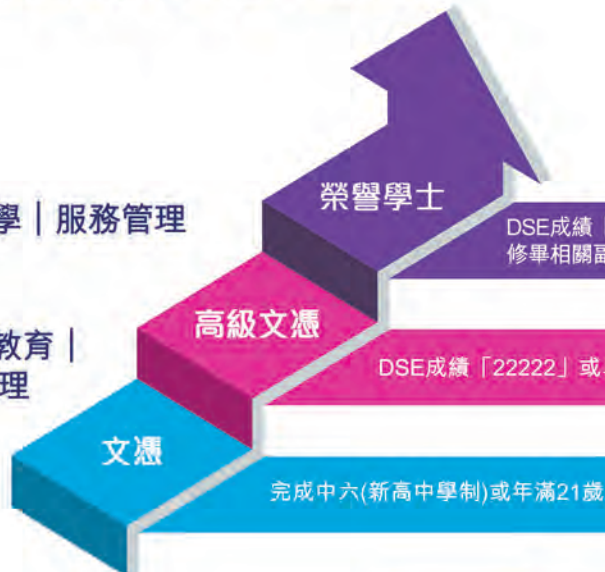 榮譽學士
學｜服務管理
DSE成績「
修畢相關副
高級文憑
教育｜
理
DSE成績「22222」或
文憑
完成中六(新高中學制)或年滿21歲